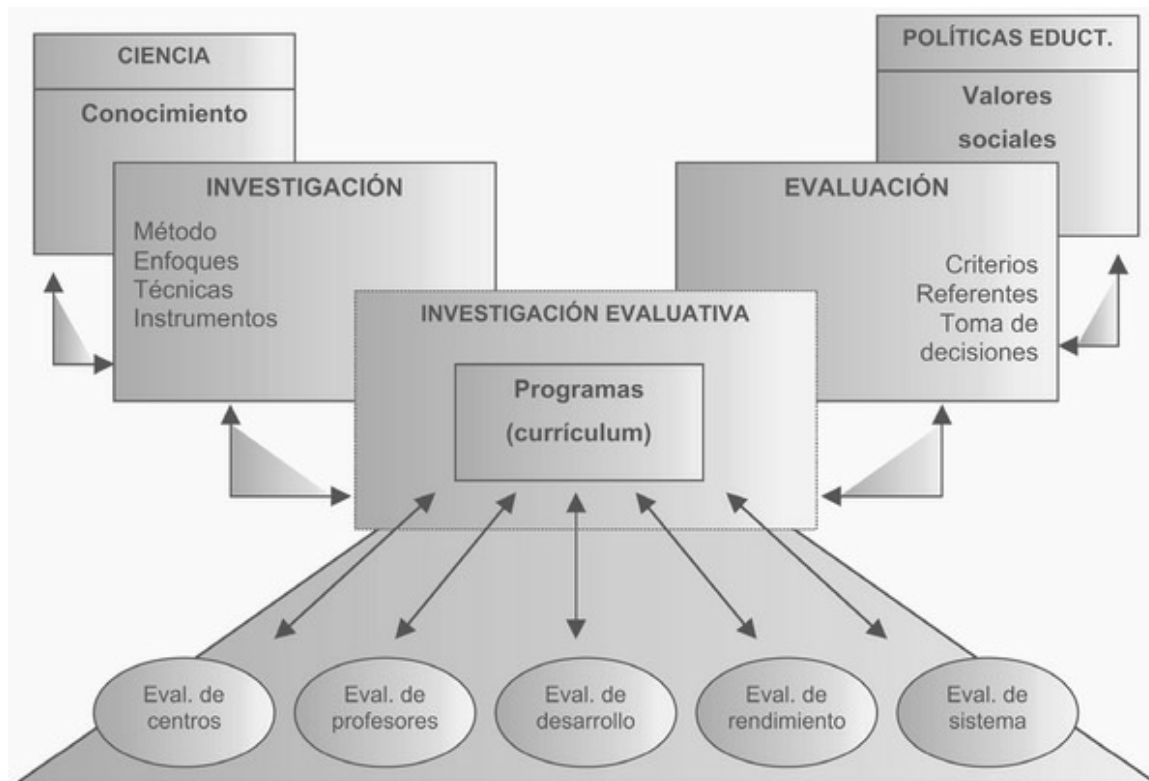 CIENCIA
Conocimiento
POLÍTICAS EDUCT.
Valores
sociales
INVESTIGACIÓN
Método
Enfoques
Técnicas
Instrumentos
EVALUACIÓN
Criterios
Referentes
Toma de
decisiones
INVESTIGACIÓN EVALUATIVA
Programas
(currículum)
Eval. de
centros
Eval. de
profesores
Eval. de
desarrollo
Eval. de
rendimiento
Eval. de
sistema